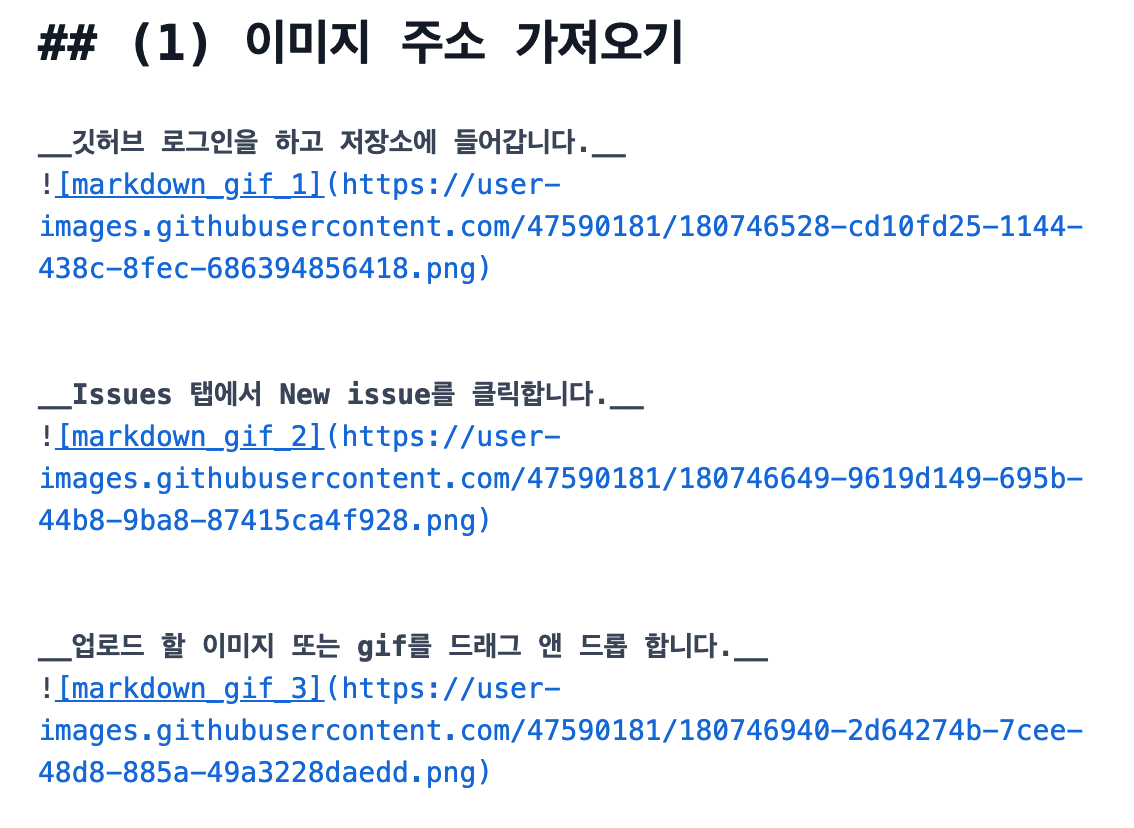 ## (1) 이미지 주소 가져오기
__깃허브 로그인을 하고 저장소에 들어갑니다.__
![markdown_gif_1](https://user-
images.githubusercontent.com/47590181/180746528-cd10fd25-1144-
438c-8fec-686394856418.png)
__Issues 탭에서 New issue를 클릭합니다.__
![markdown_gif_2](https://user-
images.githubusercontent.com/47590181/180746649-9619d149-695b-
44b8-9ba8-87415ca4f928.png)
__업로드 할 이미지 또는 gif를 드래그 앤 드롭 합니다.__
![markdown_gif_3](https://user-
images.githubusercontent.com/47590181/180746940-2d64274b-7cee-
48d8-885a-49a3228daedd.png)